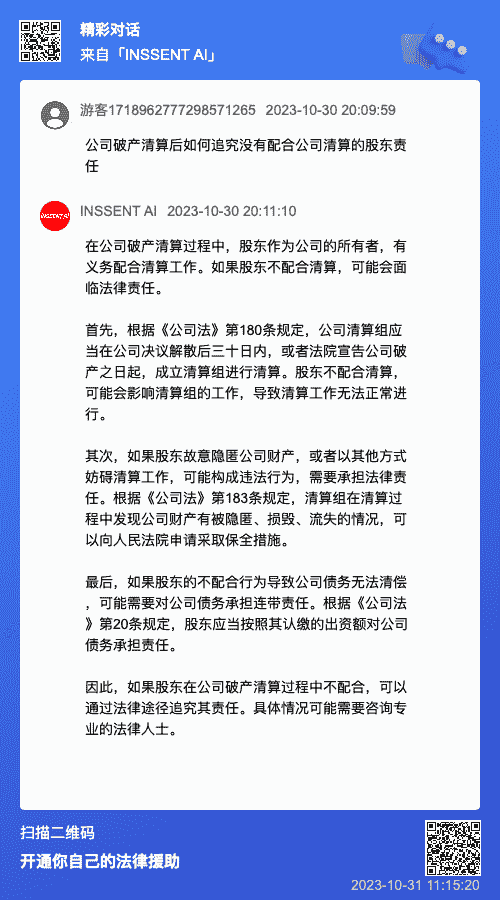 精彩对话
来自「INSSENT AI」
游客1718962777298571265 2023-10-30 20:09:59
公司破产清算后如何追究没有配合公司清算的股东责
任
INSSENT AI
INSSENT AI 2023-10-30 20:11:10
在公司破产清算过程中，股东作为公司的所有者，有
义务配合清算工作。如果股东不配合清算，可能会面
临法律责任。
首先，根据《公司法》第180条规定，公司清算组应
当在公司决议解散后三十日内，或者法院宣告公司破
产之日起，成立清算组进行清算。股东不配合清算，
可能会影响清算组的工作，导致清算工作无法正常进
行。
其次，如果股东故意隐匿公司财产，或者以其他方式
妨碍清算工作，可能构成违法行为，需要承担法律责
任。根据《公司法》第183条规定，清算组在清算过
程中发现公司财产有被隐匿、损毁、流失的情况，可
以向人民法院申请采取保全措施。
最后，如果股东的不配合行为导致公司债务无法清偿
，可能需要对公司债务承担连带责任。根据《公司法
》第20条规定，股东应当按照其认缴的出资额对公司
债务承担责任。
因此，如果股东在公司破产清算过程中不配合，可以
通过法律途径追究其责任。具体情况可能需要咨询专
业的法律人士。
扫描二维码
开通你自己的法律援助
2023-10-31 11:15:20